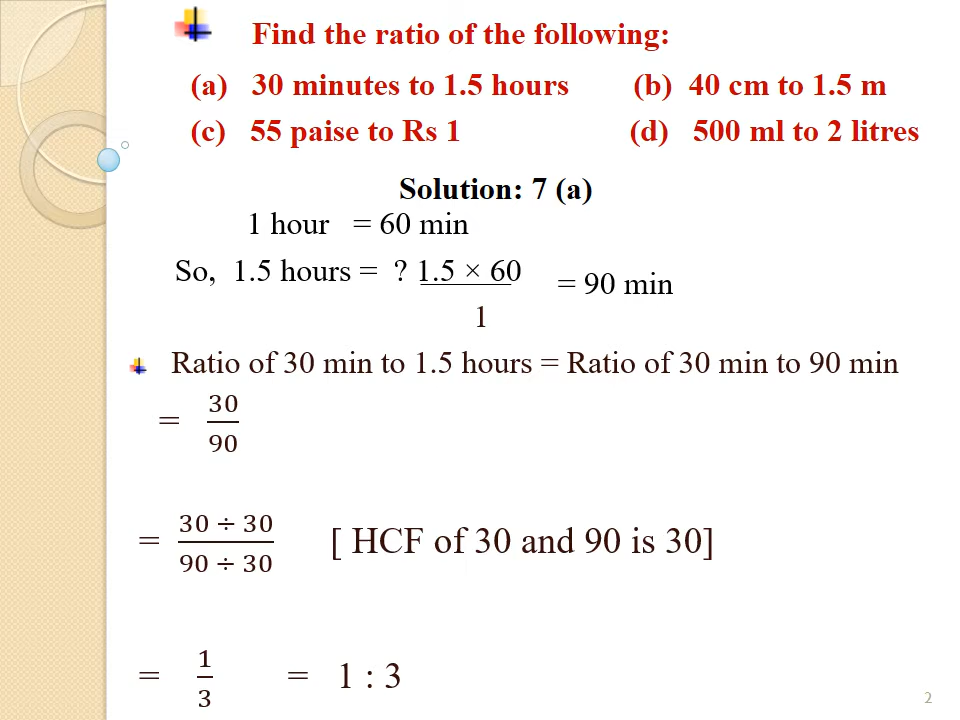 Find the ratio of the following:
(a) 30 minutes to 1.5 hours (b) 40 cm to 1.5 m
(c) 55 paise to Rs 1 (d) 500 ml to 2 litres
Solution: 7 (a)
1 hour = 60 min
So, 1.5 hours = ? 1.5 × 60 = 90 min
1
Ratio of 30 min to 1.5 hours = Ratio of 30 min to 90 min
= 30/90
= 30 ÷ 30/90 ÷ 30 [ HCF of 30 and 90 is 30]
= 1/3 = 1 : 3
2